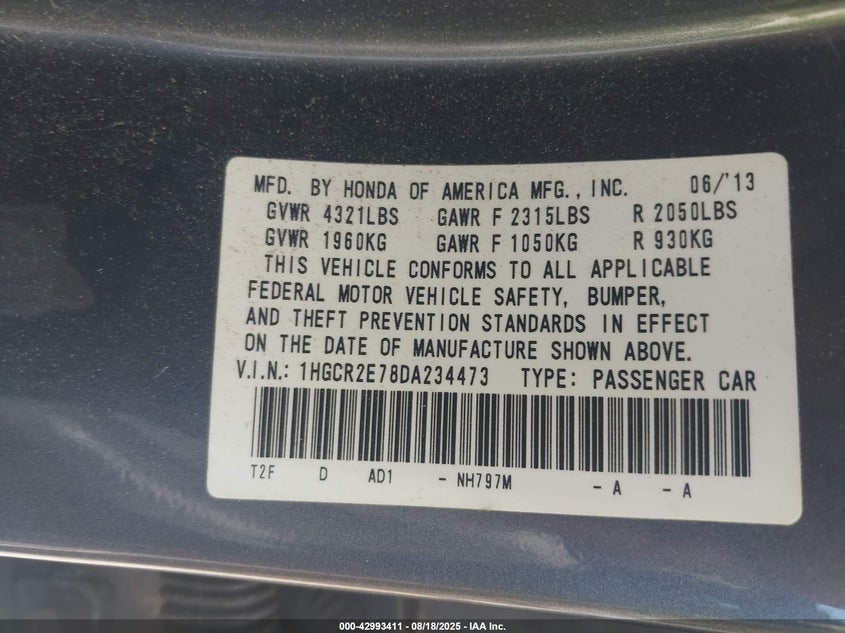 MFD. BY HONDA OF AMERICA MFG., INC. 06/'13
GVWR 4321LBS GAWR F 2315LBS R 2050LBS
GVWR 1960KG GAWR F 1050KG R 930KG
THIS VEHICLE CONFORMS TO ALL APPLICABLE
FEDERAL MOTOR VEHICLE SAFETY, BUMPER,
AND THEFT PREVENTION STANDARDS IN EFFECT
ON THE DATE OF MANUFACTURE SHOWN ABOVE.
V.I.N.: 1HGCR2E78DA234473 TYPE: PASSENGER CAR
T2F D AD1 - NH797M - A - A
000-42993411 - 08/18/2025 - IAA Inc.